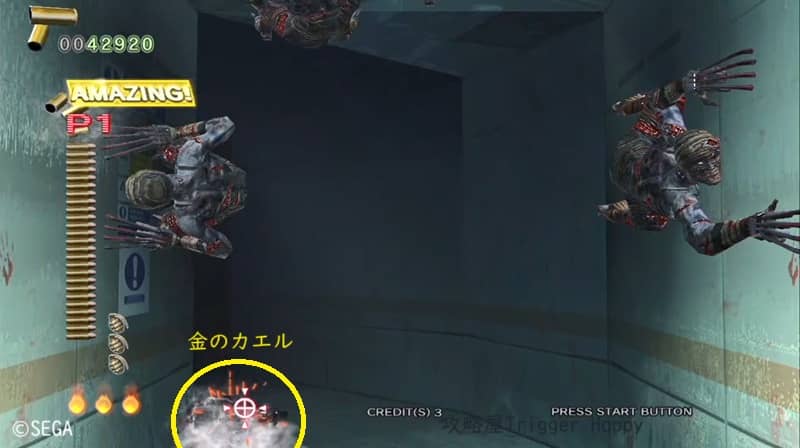 0042920
AMAZING!
P1
金のカエル
©SEGA
CREDIT(S) 3
PRESS START BUTTON
攻略屋Trigger Happy